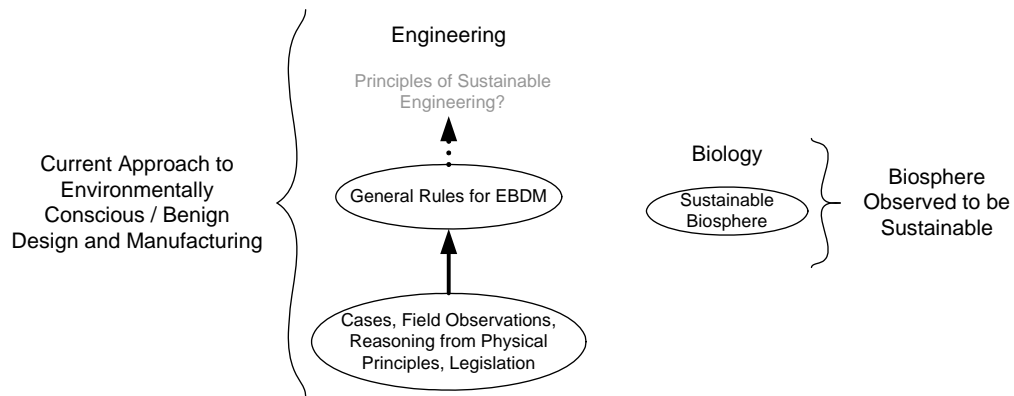 Current Approach to
Environmentally
Conscious / Benign
Design and Manufacturing
Engineering
Principles of Sustainable
Engineering?
General Rules for EBDM
Cases, Field Observations,
Reasoning from Physical
Principles, Legislation
Biology
Sustainable
Biosphere
Biosphere
Observed to be
Sustainable